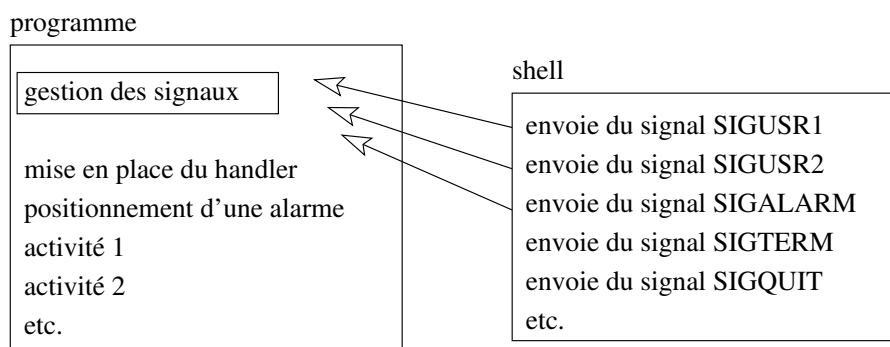 programme
gestion des signaux
mise en place du handler
positionnement d'une alarme
activité 1
activité 2
etc.
shell
envoie du signal SIGUSR1
envoie du signal SIGUSR2
envoie du signal SIGALARM
envoie du signal SIGTERM
envoie du signal SIGQUIT
etc.